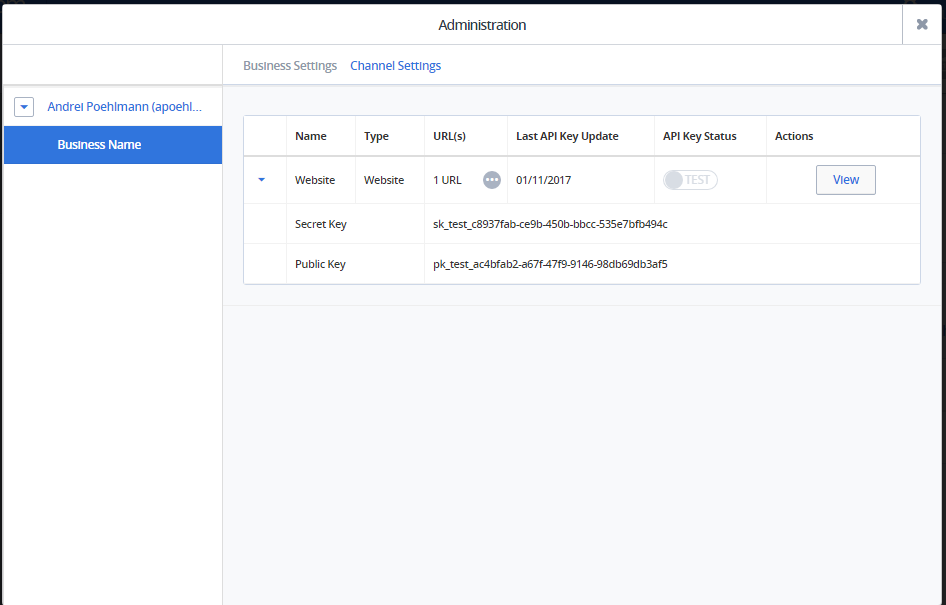 Administration
Business Settings Channel Settings
Andrei Poehlmann (apoehl...
Business Name
Name Type URL(s) Last API Key Update API Key Status Actions
Website Website 1 URL 01/11/2017 TEST View
Secret Key sk_test_c8937fab-ce9b-450b-bbcc-535e7bfb494c
Public Key pk_test_ac4bfab2-a67f-47f9-9146-98db69db3af5